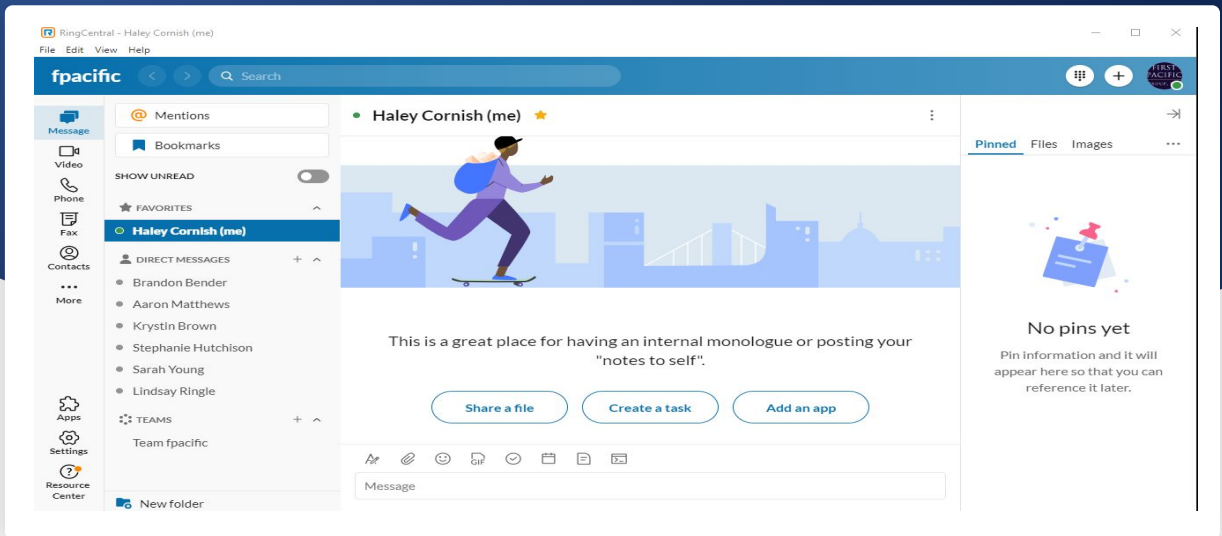 RingCentral - Haley Cornish (me)
File Edit View Help
fpacific
Search
FIRST
PACIFIC
Message
Video
Phone
Fax
Contacts
More
Apps
Settings
Resource
Center
@ Mentions
Bookmarks
SHOW UNREAD
FAVORITES
Haley Cornish (me)
DIRECT MESSAGES
Brandon Bender
Aaron Matthews
Krystin Brown
Stephanie Hutchison
Sarah Young
Lindsay Ringle
TEAMS
Team fpacific
New folder
Haley Cornish (me)
This is a great place for having an internal monologue or posting your
"notes to self".
Share a file Create a task Add an app
GIF
Message
Pinned Files Images
No pins yet
Pin information and it will
appear here so that you can
reference it later.